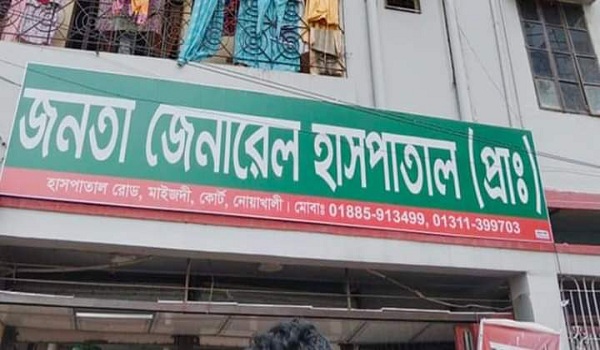 জনতা জেনারেল হাসপাতাল (প্রাঃ)
হাসপাতাল রোড, মাইজদী, কোর্ট, নোয়াখালী। মোবাঃ 01885-913499, 01311-399703